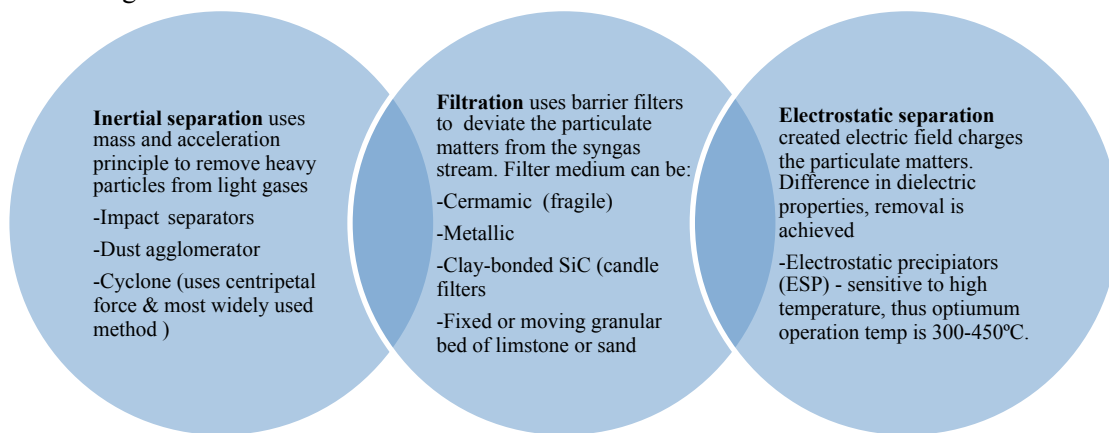 Inertial separation uses
mass and acceleration
principle to remove heavy
particles from light gases
-Impact separators
-Dust agglomerator
-Cyclone (uses centripetal
force & most widely used
method )
Filtration uses barrier filters
to deviate the particulate
matters from the syngas
stream. Filter medium can be:
-Cermamic (fragile)
-Metallic
-Clay-bonded SiC (candle
filters
-Fixed or moving granular
bed of limstone or sand
Electrostatic separation
created electric field charges
the particulate matters.
Difference in dielectric
properties, removal is
achieved
-Electrostatic precipiators
(ESP) - sensitive to high
temperature, thus optiumum
operation temp is 300-450ºC.